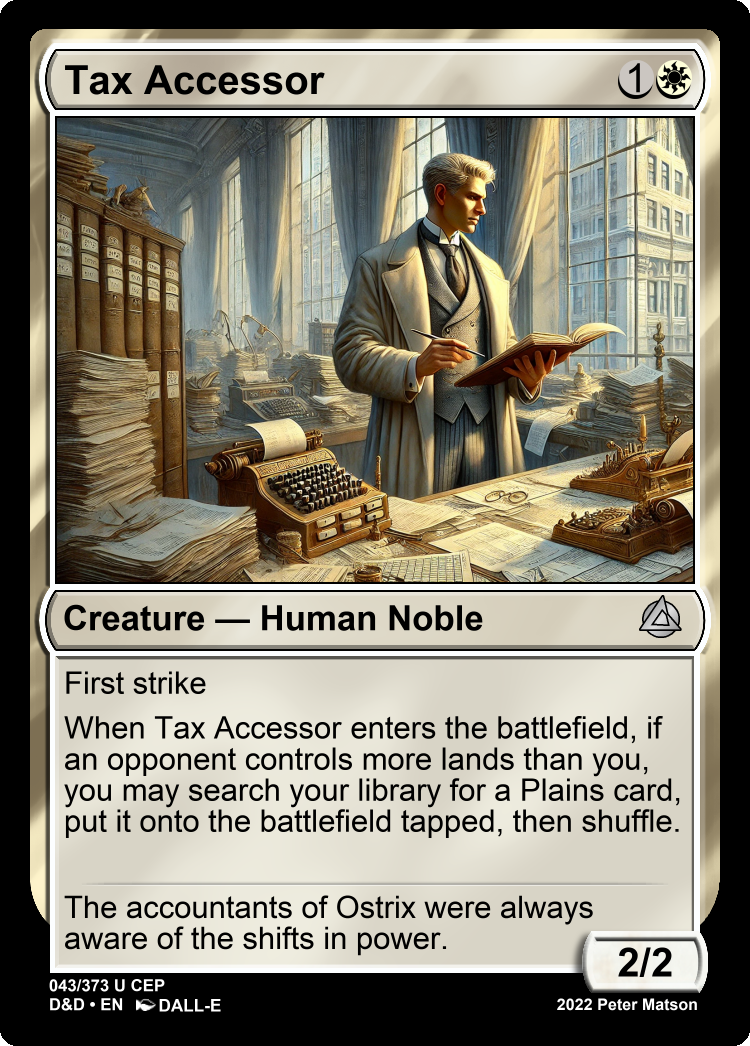 Tax Accessor 1
Creature — Human Noble
First strike
When Tax Accessor enters the battlefield, if
an opponent controls more lands than you,
you may search your library for a Plains card,
put it onto the battlefield tapped, then shuffle.
The accountants of Ostrix were always
aware of the shifts in power.
2/2
043/373 U CEP
D&D • EN DALL-E
2022 Peter Matson